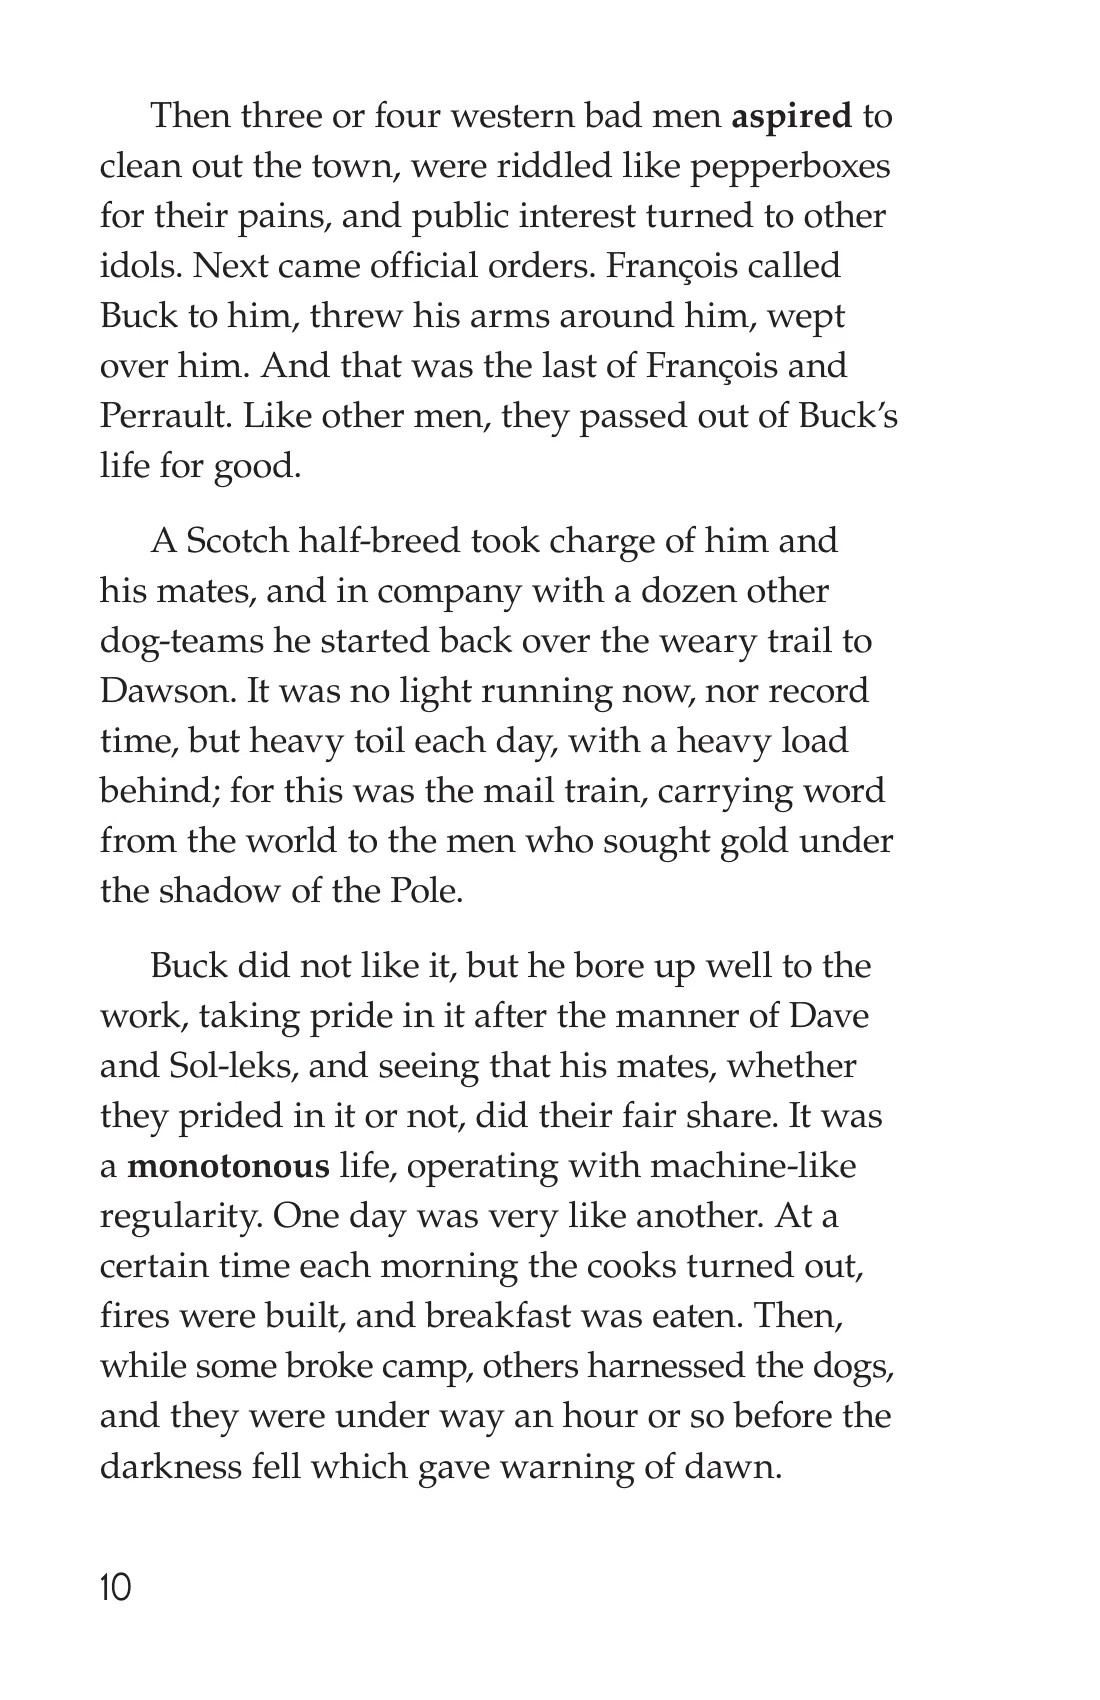 Then three or four western bad men aspired to
clean out the town, were riddled like pepperboxes
for their pains, and public interest turned to other
idols. Next came official orders. François called
Buck to him, threw his arms around him, wept
over him. And that was the last of François and
Perrault. Like other men, they passed out of Buck’s
life for good.
A Scotch half-breed took charge of him and
his mates, and in company with a dozen other
dog-teams he started back over the weary trail to
Dawson. It was no light running now, nor record
time, but heavy toil each day, with a heavy load
behind; for this was the mail train, carrying word
from the world to the men who sought gold under
the shadow of the Pole.
Buck did not like it, but he bore up well to the
work, taking pride in it after the manner of Dave
and Sol-leks, and seeing that his mates, whether
they prided in it or not, did their fair share. It was
a monotonous life, operating with machine-like
regularity. One day was very like another. At a
certain time each morning the cooks turned out,
fires were built, and breakfast was eaten. Then,
while some broke camp, others harnessed the dogs,
and they were under way an hour or so before the
darkness fell which gave warning of dawn.
10